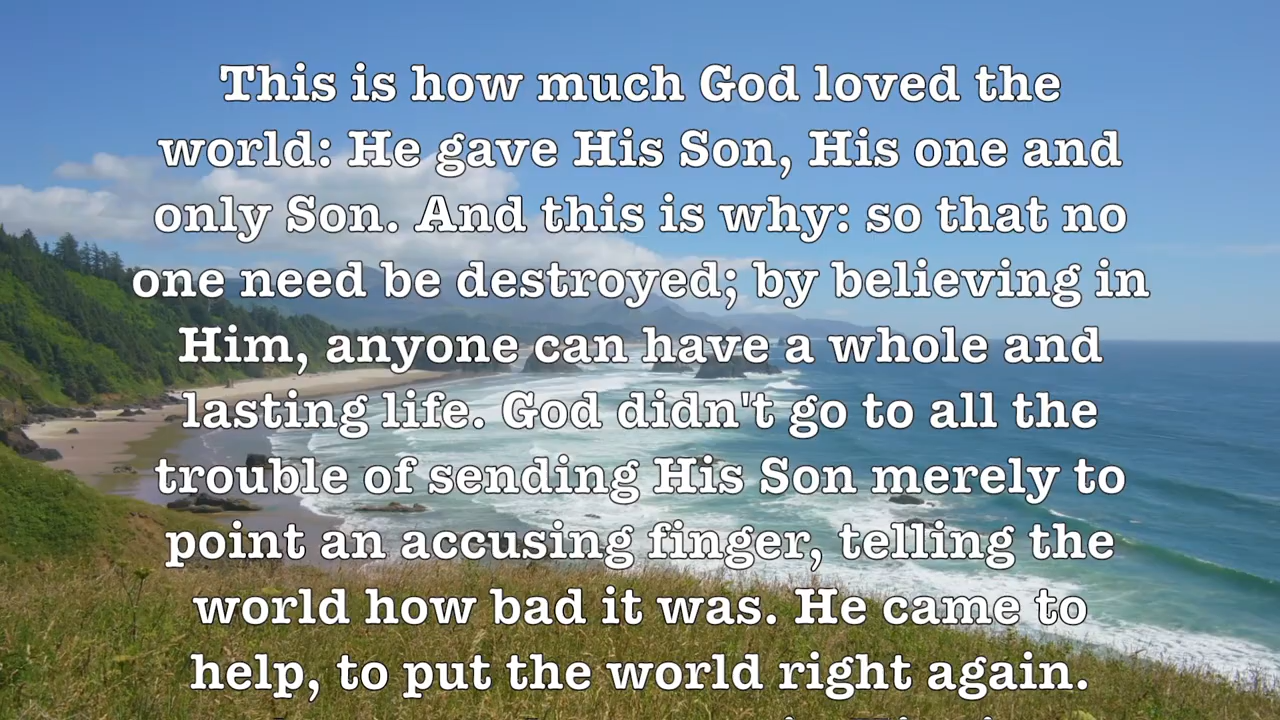 This is how much God loved the
world: He gave His Son, His one and
only Son. And this is why: so that no
one need be destroyed; by believing in
Him, anyone can have a whole and
lasting life. God didn't go to all the
trouble of sending His Son merely to
point an accusing finger, telling the
world how bad it was. He came to
help, to put the world right again.